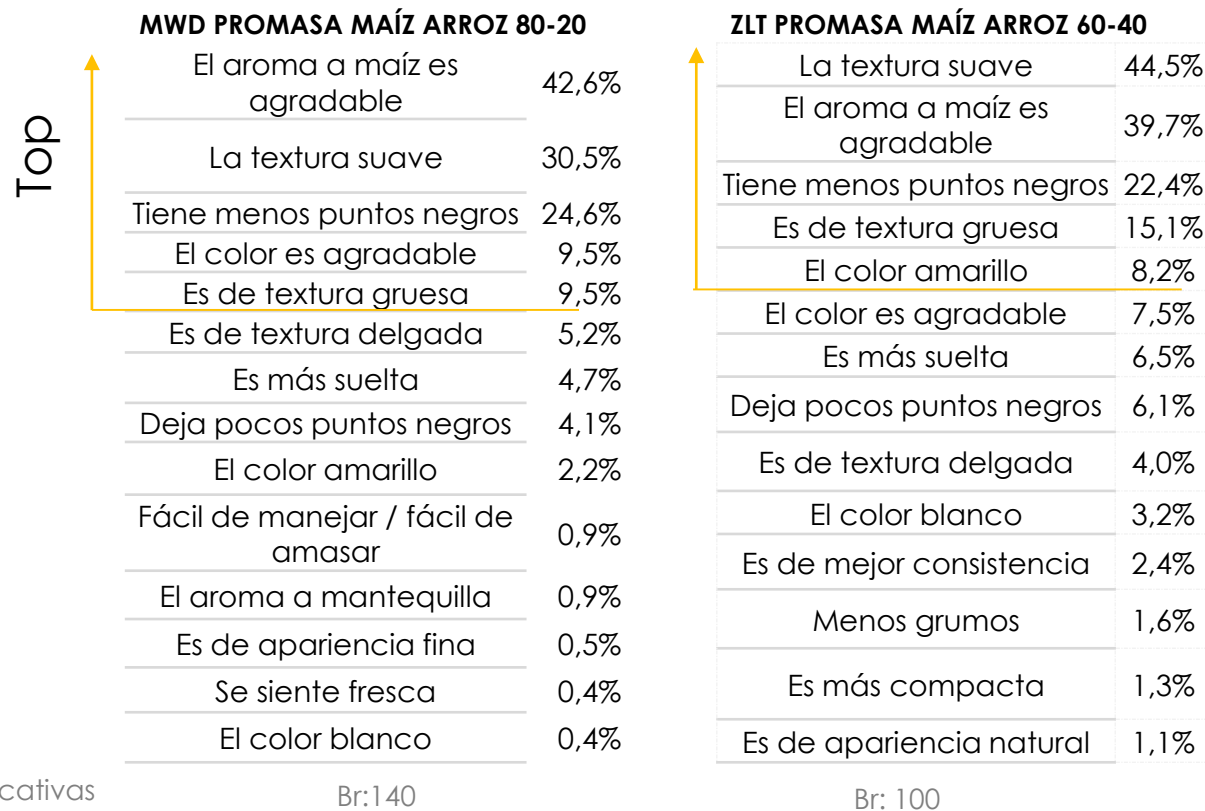 MWD PROMASA MAÍZ ARROZ 80-20
El aroma a maíz es
agradable
42,6%
La textura suave 30,5%
Tiene menos puntos negros 24,6%
El color es agradable 9,5%
Es de textura gruesa 9,5%
Es de textura delgada 5,2%
Es más suelta 4,7%
Deja pocos puntos negros 4,1%
El color amarillo 2,2%
Fácil de manejar / fácil de
amasar
0,9%
El aroma a mantequilla 0,9%
Es de apariencia fina 0,5%
Se siente fresca 0,4%
El color blanco 0,4%
Br:140
ZLT PROMASA MAÍZ ARROZ 60-40
La textura suave 44,5%
El aroma a maíz es
agradable
39,7%
Tiene menos puntos negros 22,4%
Es de textura gruesa 15,1%
El color amarillo 8,2%
El color es agradable 7,5%
Es más suelta 6,5%
Deja pocos puntos negros 6,1%
Es de textura delgada 4,0%
El color blanco 3,2%
Es de mejor consistencia 2,4%
Menos grumos 1,6%
Es más compacta 1,3%
Es de apariencia natural 1,1%
Br: 100
Top
cativas